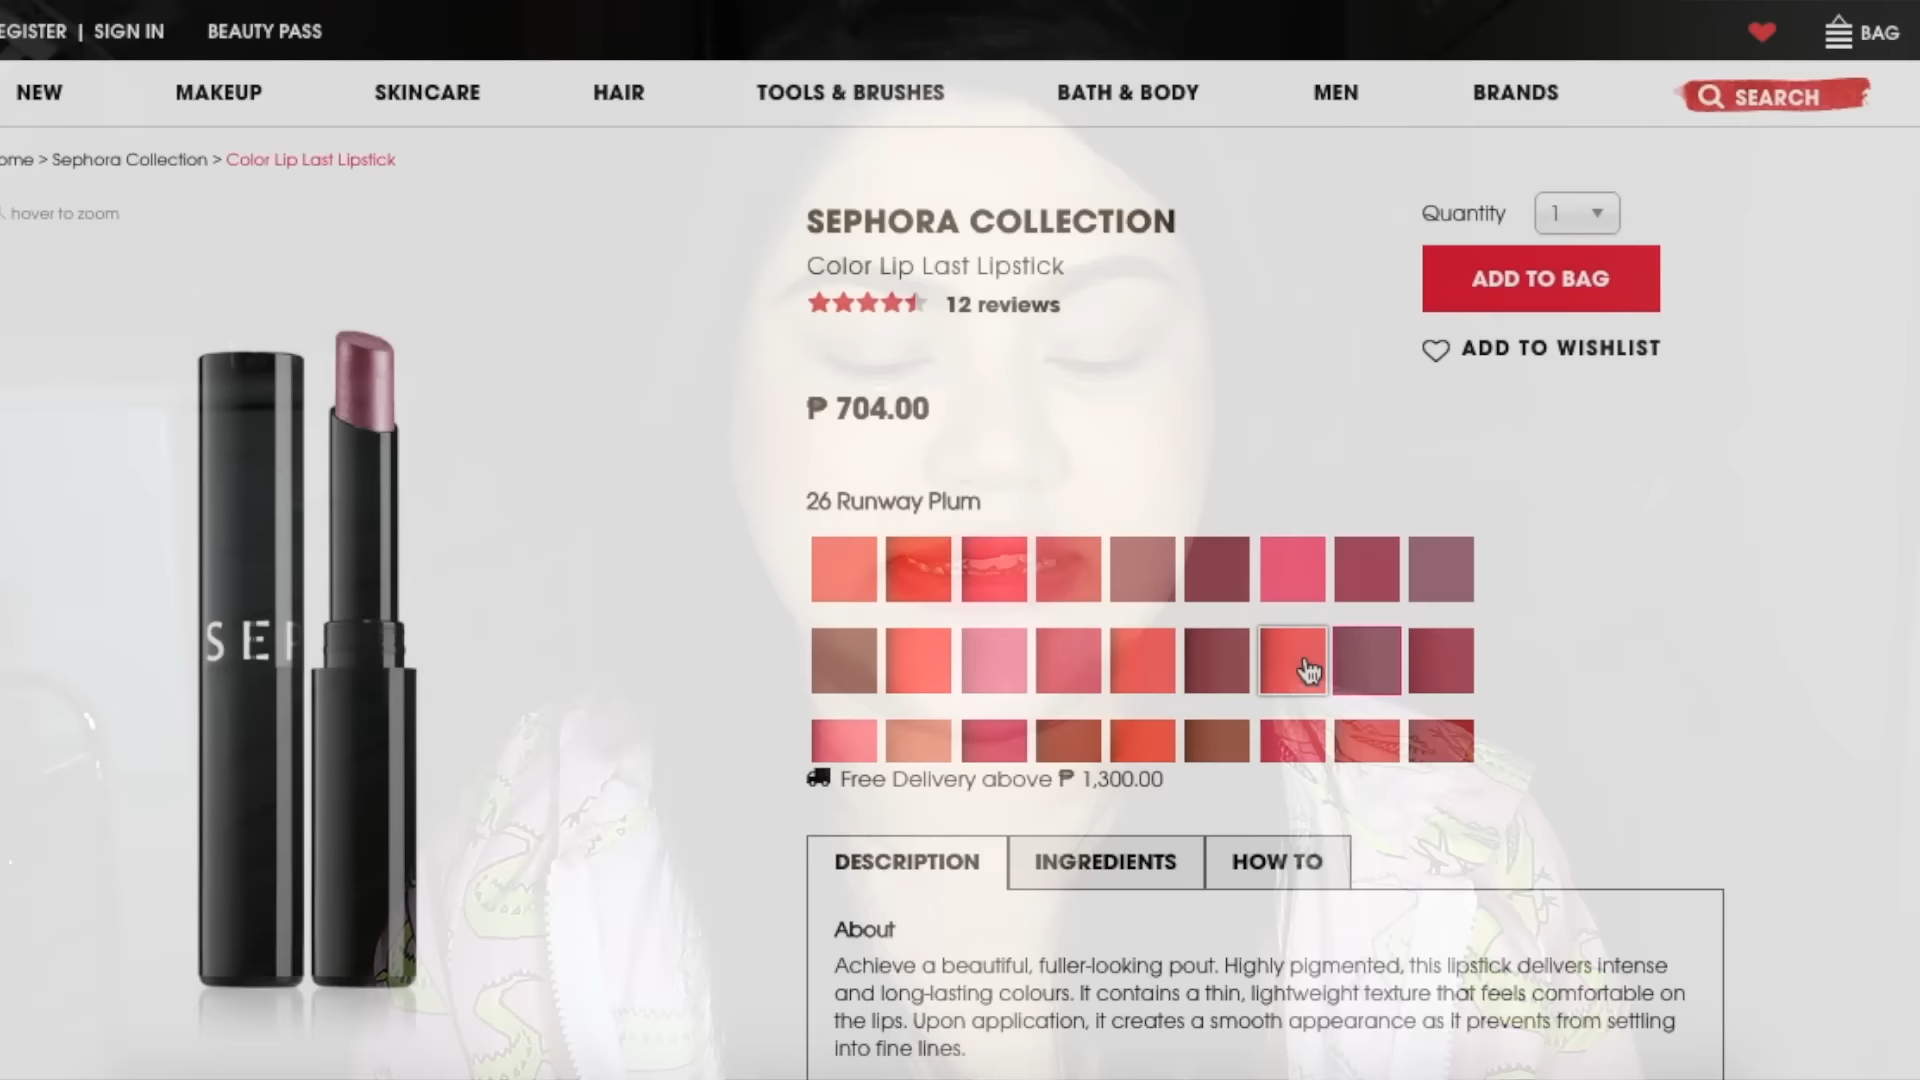 EGISTER | SIGN IN
BEAUTY PASS
BAG
NEW
MAKEUP
SKINCARE
HAIR
TOOLS & BRUSHES
BATH & BODY
MEN
BRANDS
SEARCH
ome > Sephora Collection > Color Lip Last Lipstick
hover to zoom
SEPHORA COLLECTION
Color Lip Last Lipstick
12 reviews
Quantity 1
ADD TO BAG
ADD TO WISHLIST
₱ 704.00
26 Runway Plum
SEP
Free Delivery above ₱ 1,300.00
DESCRIPTION
INGREDIENTS
HOW TO
About
Achieve a beautiful, fuller-looking pout. Highly pigmented, this lipstick delivers intense
and long-lasting colours. It contains a thin, lightweight texture that feels comfortable on
the lips. Upon application, it creates a smooth appearance as it prevents from settling
into fine lines.